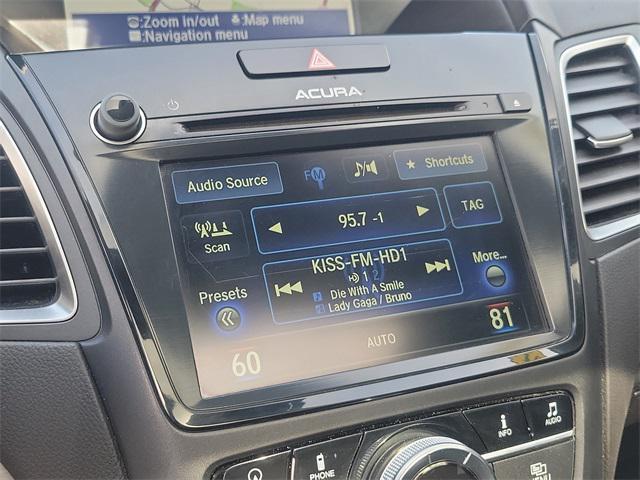 :Zoom in/out :Map menu
:Navigation menu
ACURA
Audio Source
FM
★ Shortcuts
Scan
◄ 95.7 -1 ►
TAG
KISS-FM-HD1
1 2
Die With A Smile
Lady Gaga / Bruno
More...
Presets
60
AUTO
81
PHONE
INFO
AUDIO
MENU